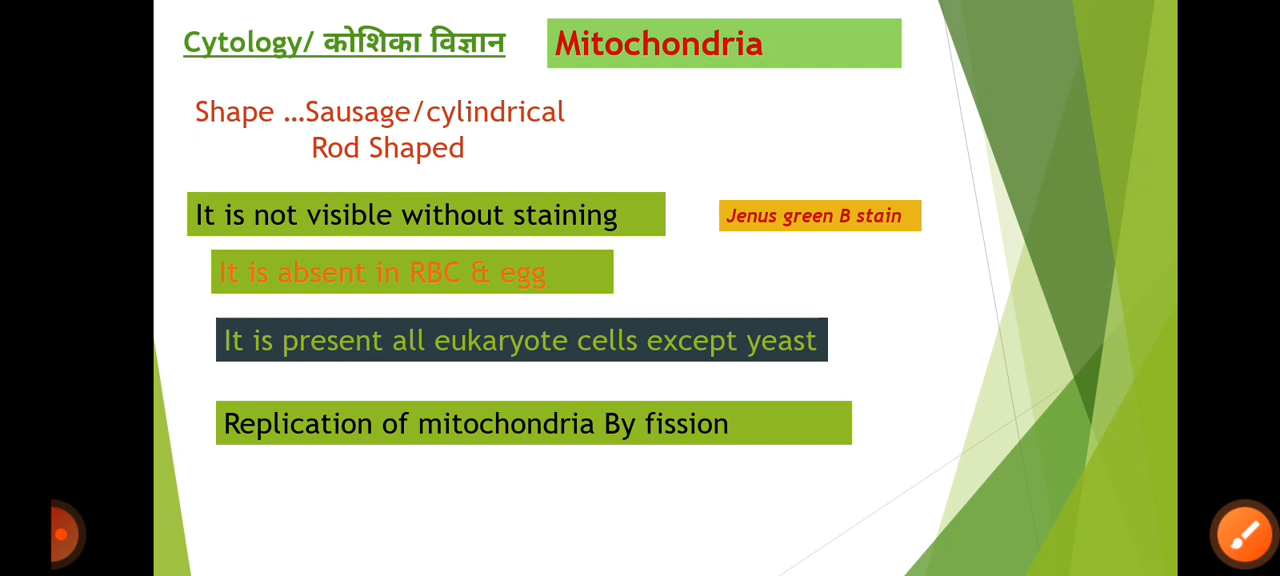 Cytology/ कोशिका विज्ञान
Mitochondria
Shape ...Sausage/cylindrical
Rod Shaped
It is not visible without staining
Jenus green B stain
It is absent in RBC & egg
It is present all eukaryote cells except yeast
Replication of mitochondria By fission